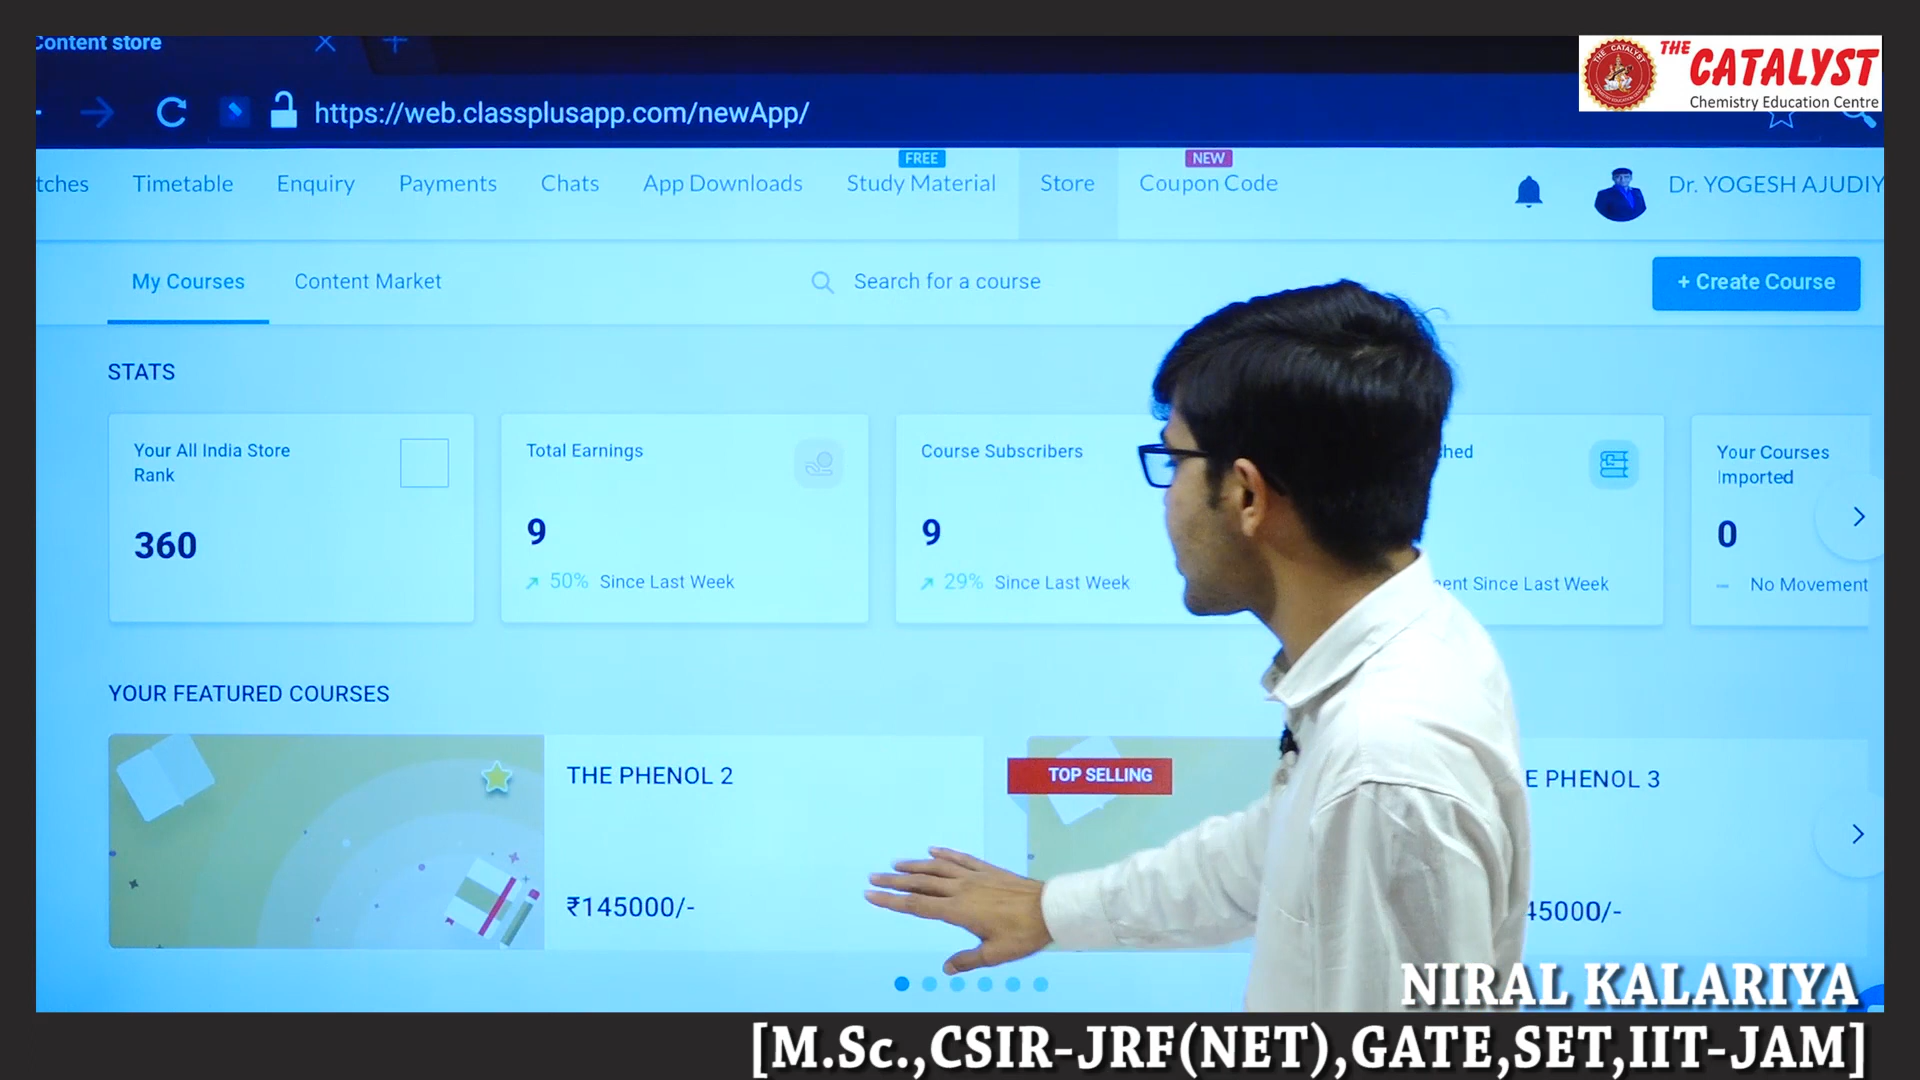 Content store
THE
CATALYST
Chemistry Education Centre
https://web.classplusapp.com/newApp/
FREE
NEW
tches Timetable Enquiry Payments Chats App Downloads Study Material Store Coupon Code Dr. YOGESH AJUDIY
My Courses Content Market Search for a course + Create Course
STATS
Your All India Store
Rank
360
Total Earnings
9
50% Since Last Week
Course Subscribers
9
29% Since Last Week
hed
ent Since Last Week
Your Courses
Imported
0
No Movement
YOUR FEATURED COURSES
THE PHENOL 2
₹145000/-
TOP SELLING
E PHENOL 3
45000/-
NIRAL KALARIYA
[M.Sc.,CSIR-JRF(NET),GATE,SET,IIT-JAM]